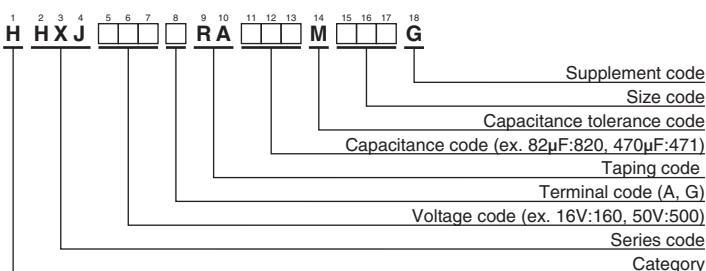 1 2 3 4 5 6 7 8 9 10 11 12 13 14 15 16 17 18
H HXJ RA M G
Supplement code
Size code
Capacitance tolerance code
Capacitance code (ex. 82µF:820, 470µF:471)
Taping code
Terminal code (A, G)
Voltage code (ex. 16V:160, 50V:500)
Series code
Category